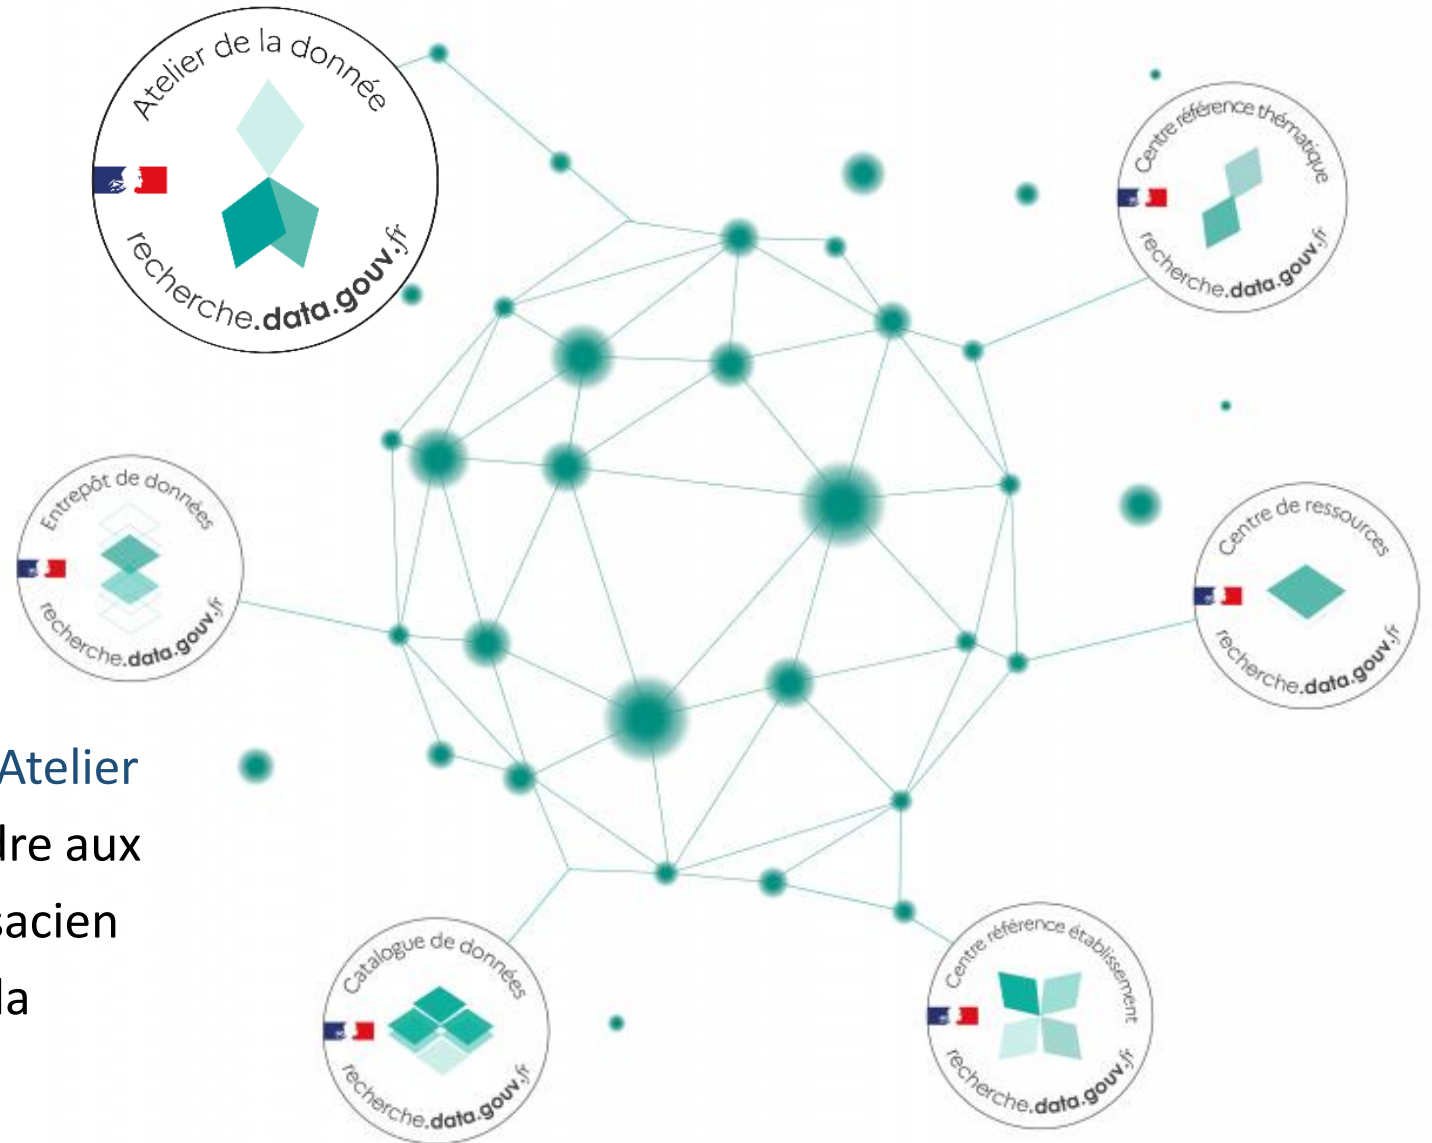 Atelier de la donnée
recherche.data.gouv.fr
Centre référence thématique
recherche.data.gouv.fr
Entrepôt de données
recherche.data.gouv.fr
Centre de ressources
recherche.data.gouv.fr
Atelier
dre aux
sacien
la
Catalogue de données
recherche.data.gouv.fr
Centre référence établissement
recherche.data.gouv.fr